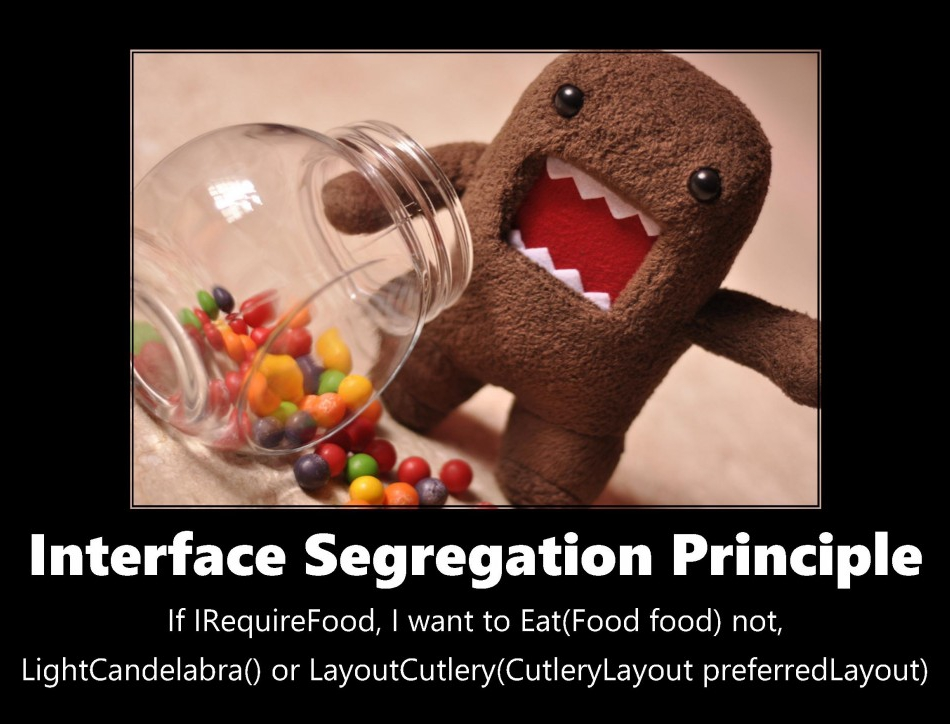 Interface Segregation Principle
If IRequireFood, I want to Eat(Food food) not,
LightCandelabra() or LayoutCutlery(CutleryLayout preferredLayout)